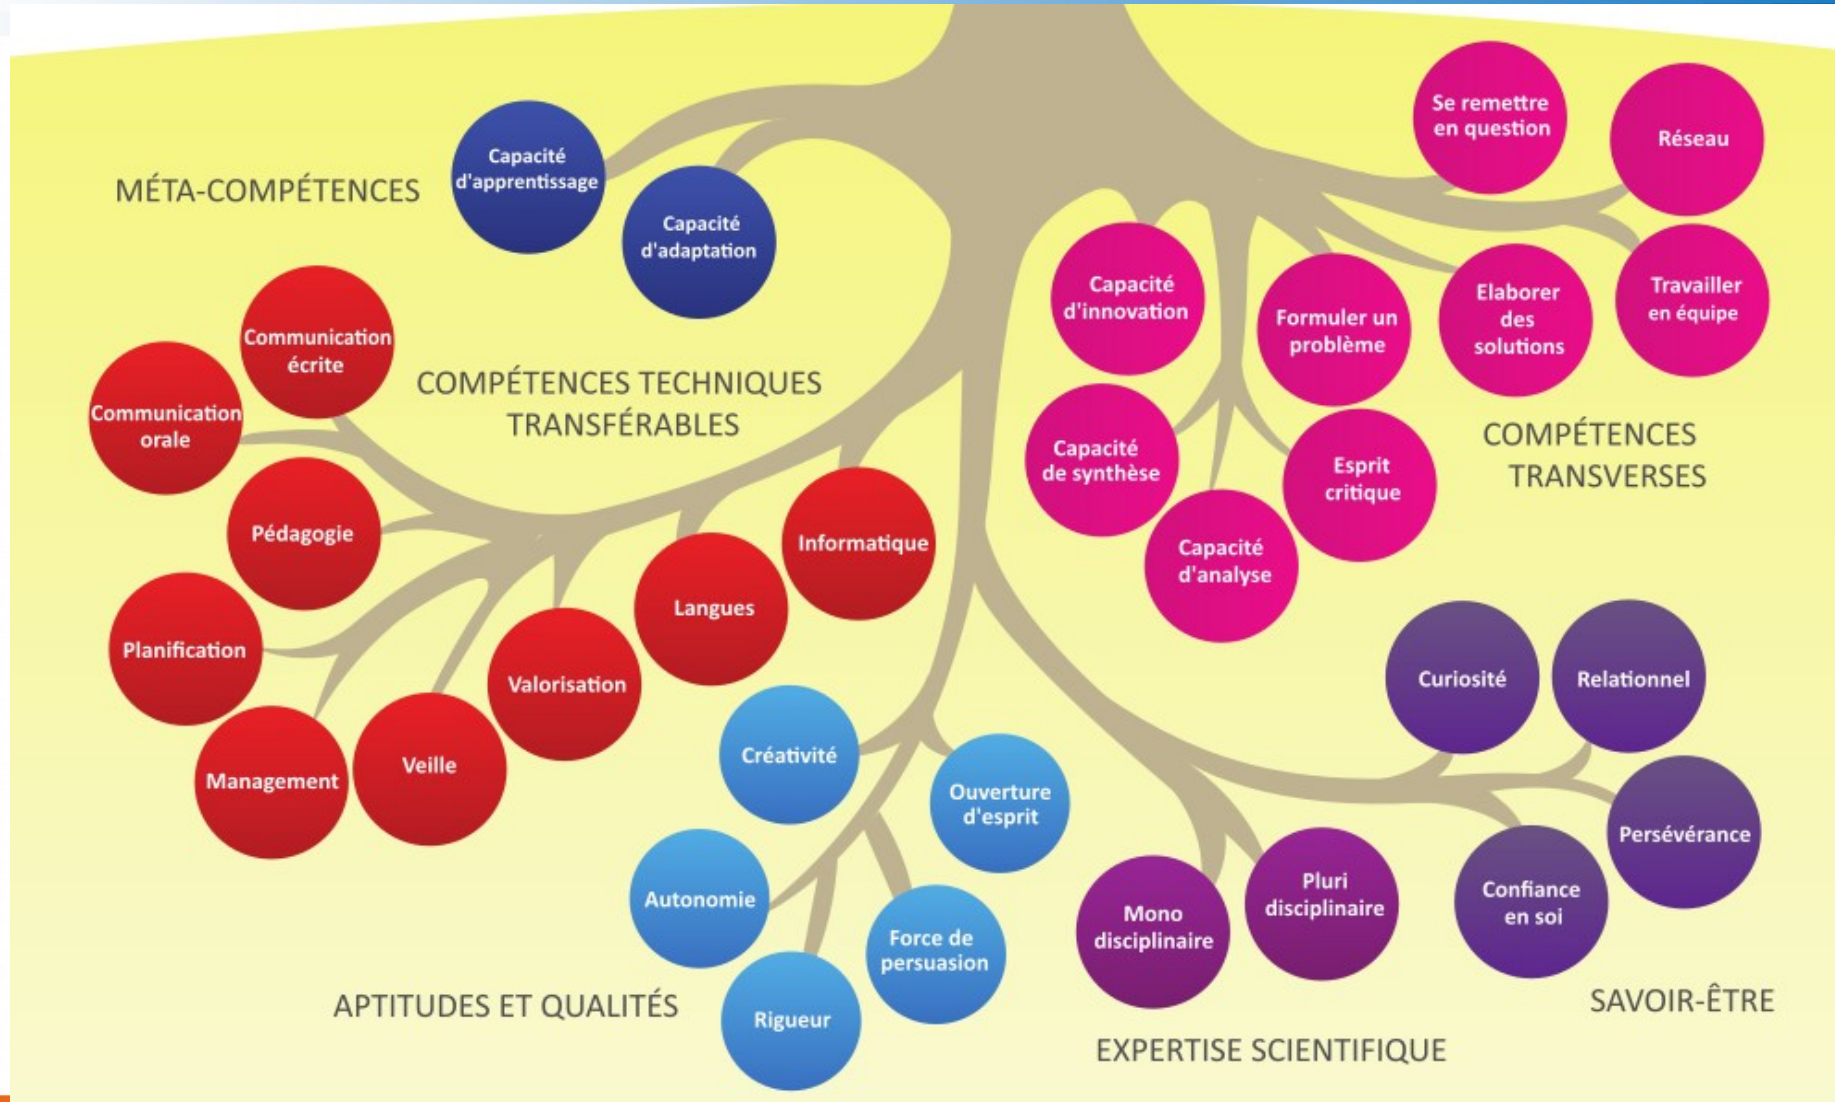 MÉTA-COMPÉTENCES
Capacité
d'apprentissage
Capacité
d'adaptation
COMPÉTENCES TECHNIQUES
TRANSFÉRABLES
Communication
écrite
Communication
orale
Pédagogie
Planification
Management
Veille
Valorisation
Langues
Informatique
Se remettre
en question
Réseau
Travailler
en équipe
Elaborer
des
solutions
Formuler un
problème
Capacité
d'innovation
Capacité
de synthèse
Capacité
d'analyse
Esprit
critique
COMPÉTENCES
TRANSVERSES
Créativité
Ouverture
d'esprit
Autonomie
Force de
persuasion
Rigueur
APTITUDES ET QUALITÉS
Mono
disciplinaire
Pluri
disciplinaire
EXPERTISE SCIENTIFIQUE
Curiosité
Relationnel
Persévérance
Confiance
en soi
SAVOIR-ÊTRE